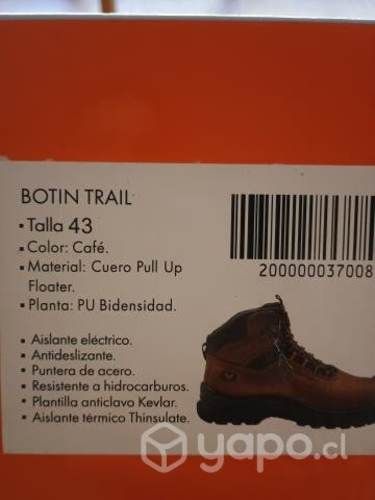 BOTIN TRAIL
▪ Talla 43
▪ Color: Café.
▪ Material: Cuero Pull Up
Floater.
▪ Planta: PU Bidensidad.
200000037008
• Aislante eléctrico.
• Antideslizante.
• Puntera de acero.
• Resistente a hidrocarburos.
• Plantilla anticlavo Kevlar.
• Aislante térmico Thinsulate.
yapo.cl